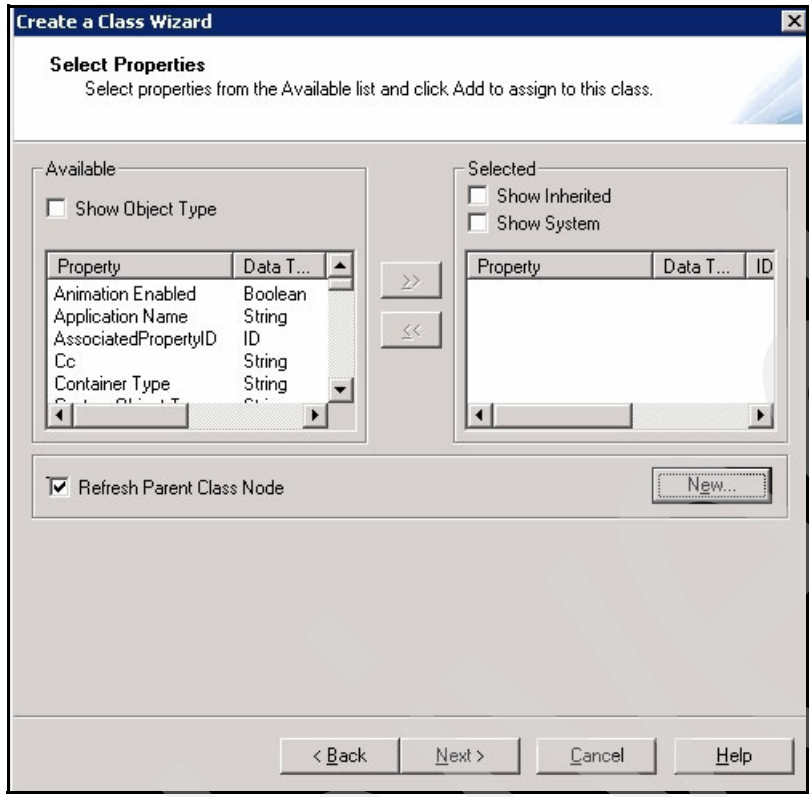 Create a Class Wizard
Select Properties
Select properties from the Available list and click Add to assign to this class.
Available
Show Object Type
Property Data T...
Animation Enabled Boolean
Application Name String
AssociatedPropertyID ID
Cc String
Container Type String
>>
<<
Selected
Show Inherited
Show System
Property Data T... ID
Refresh Parent Class Node
New...
< Back
Next >
Cancel
Help